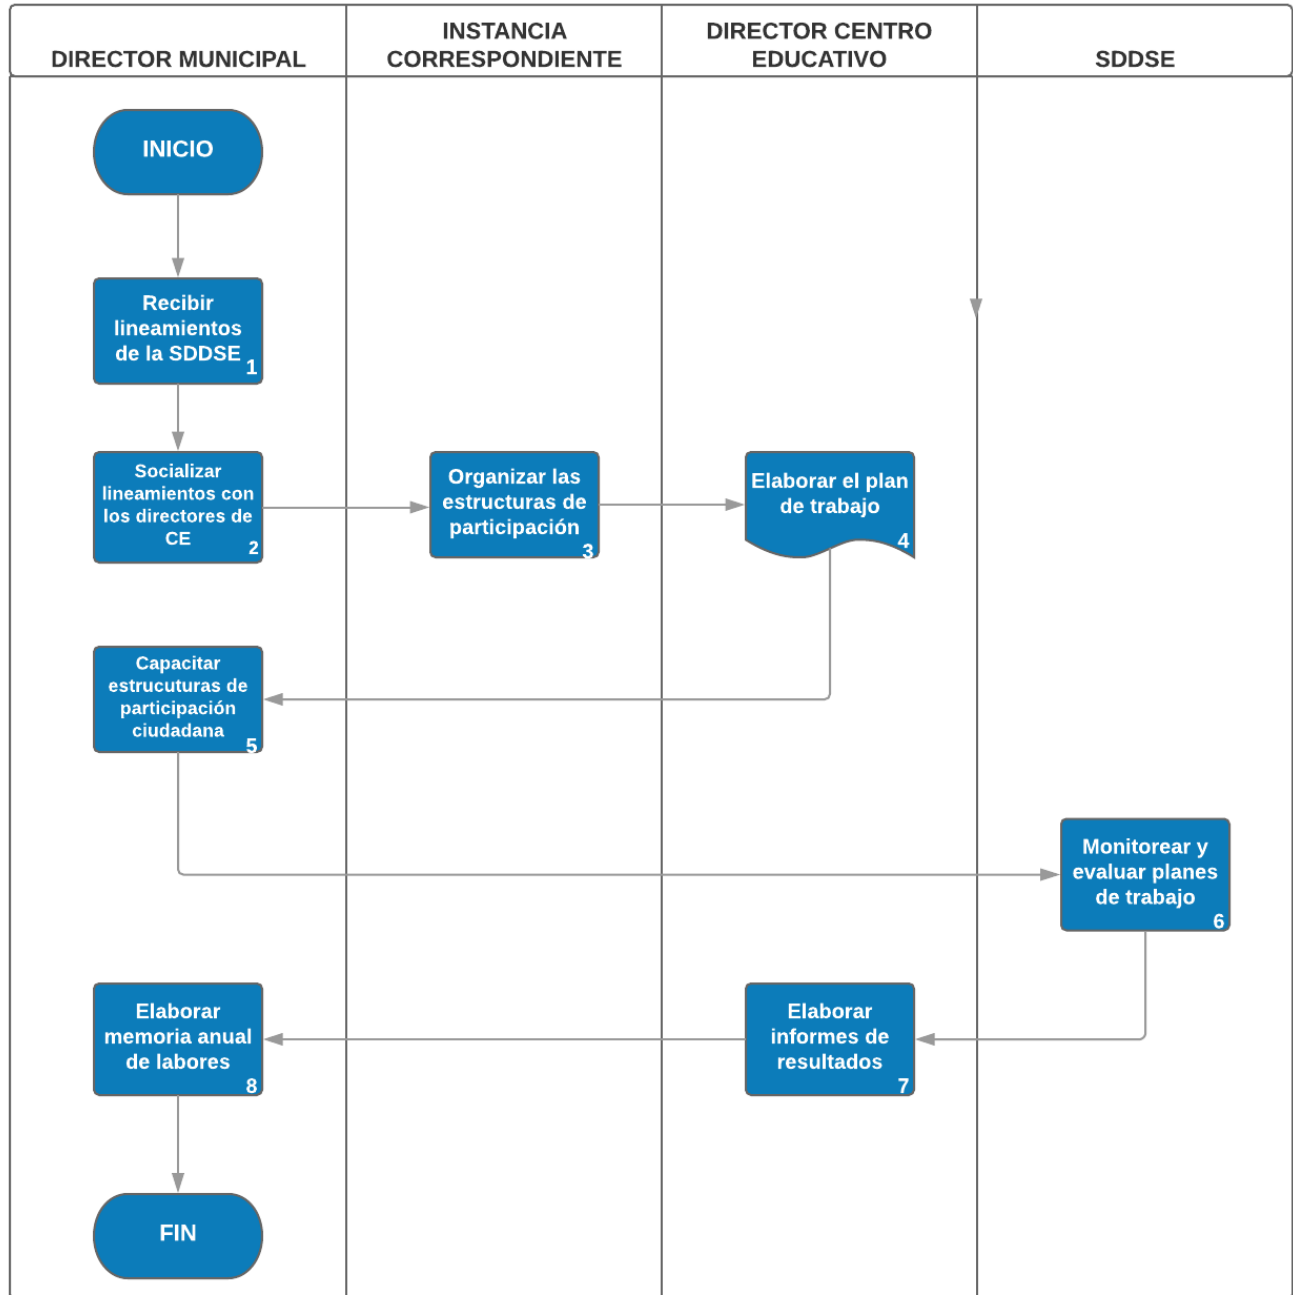 DIRECTOR MUNICIPAL
INSTANCIA
CORRESPONDIENTE
DIRECTOR CENTRO
EDUCATIVO
SDDSE
INICIO
Recibir
lineamientos
de la SDDSE
1
Socializar
lineamientos con
los directores de
CE
2
Organizar las
estructuras de
participación
3
Elaborar el plan
de trabajo
4
Capacitar
estrucuturas de
participación
ciudadana
5
Monitorear y
evaluar planes
de trabajo
6
Elaborar
informes de
resultados
7
Elaborar
memoria anual
de labores
8
FIN